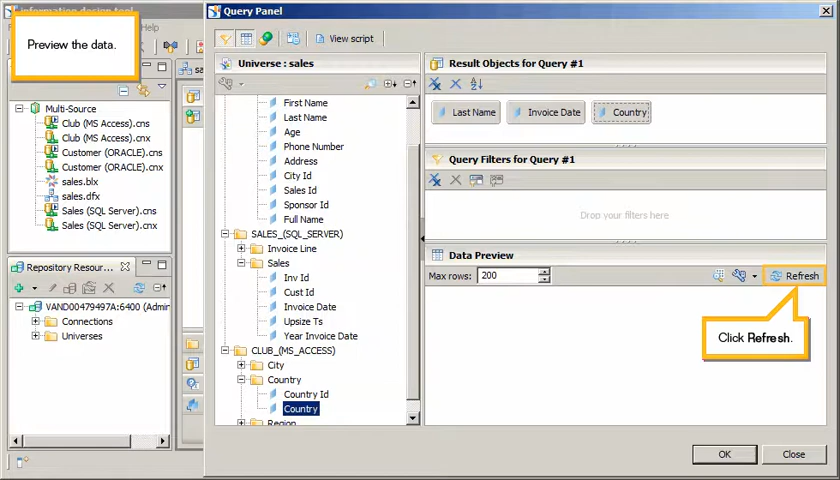 information design tool
Help
Preview the data.
Multi-Source
Club (MS Access).cns
Club (MS Access).cnx
Customer (ORACLE).cns
Customer (ORACLE).cnx
sales.blx
sales.dfx
Sales (SQL Server).cns
Sales (SQL Server).cnx
Repository Resour...
VAND00479497A:6400 (Admin
Connections
Universes
Query Panel
View script
Universe : sales
First Name
Last Name
Age
Phone Number
Address
City Id
Sales Id
Sponsor Id
Full Name
SALES_(SQL_SERVER)
Invoice Line
Sales
Inv Id
Cust Id
Invoice Date
Upsize Ts
Year Invoice Date
CLUB_(MS_ACCESS)
City
Country
Country Id
Country
Region
Result Objects for Query #1
Last Name
Invoice Date
Country
Query Filters for Query #1
Drop your filters here
Data Preview
Max rows: 200
Refresh
Click Refresh.
OK
Close